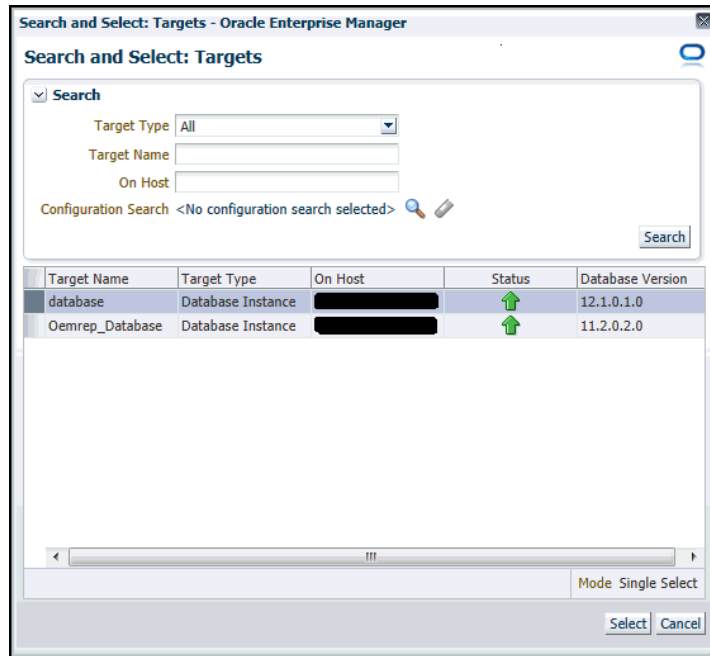 Search and Select: Targets - Oracle Enterprise Manager
Search and Select: Targets
Search
Target Type All
Target Name
On Host
Configuration Search <No configuration search selected>
Search
Target Name Target Type On Host Status Database Version
database Database Instance 12.1.0.1.0
Oemrep_Database Database Instance 11.2.0.2.0
Mode Single Select
Select Cancel